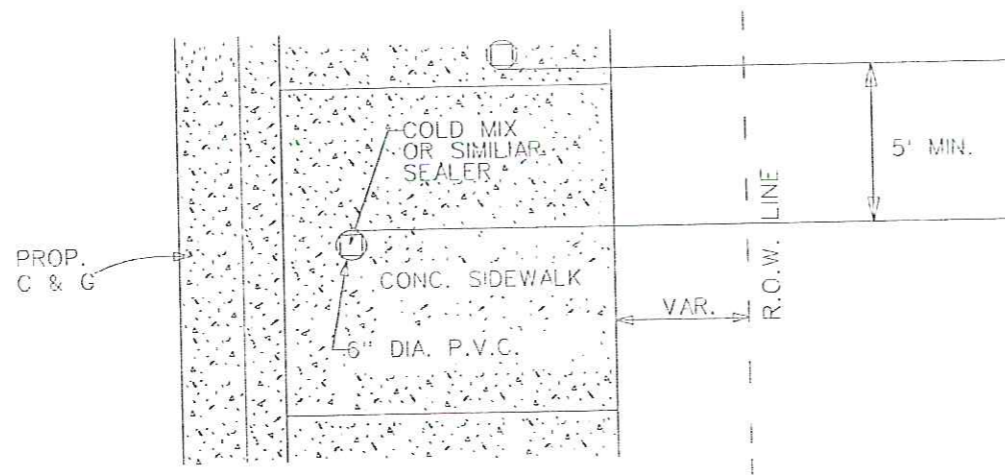 COLD MIX
OR SIMILIAR
SEALER
5' MIN.
R.O.W. LINE
PROP.
C & G
CONC. SIDEWALK
VAR.
6" DIA. P.V.C.